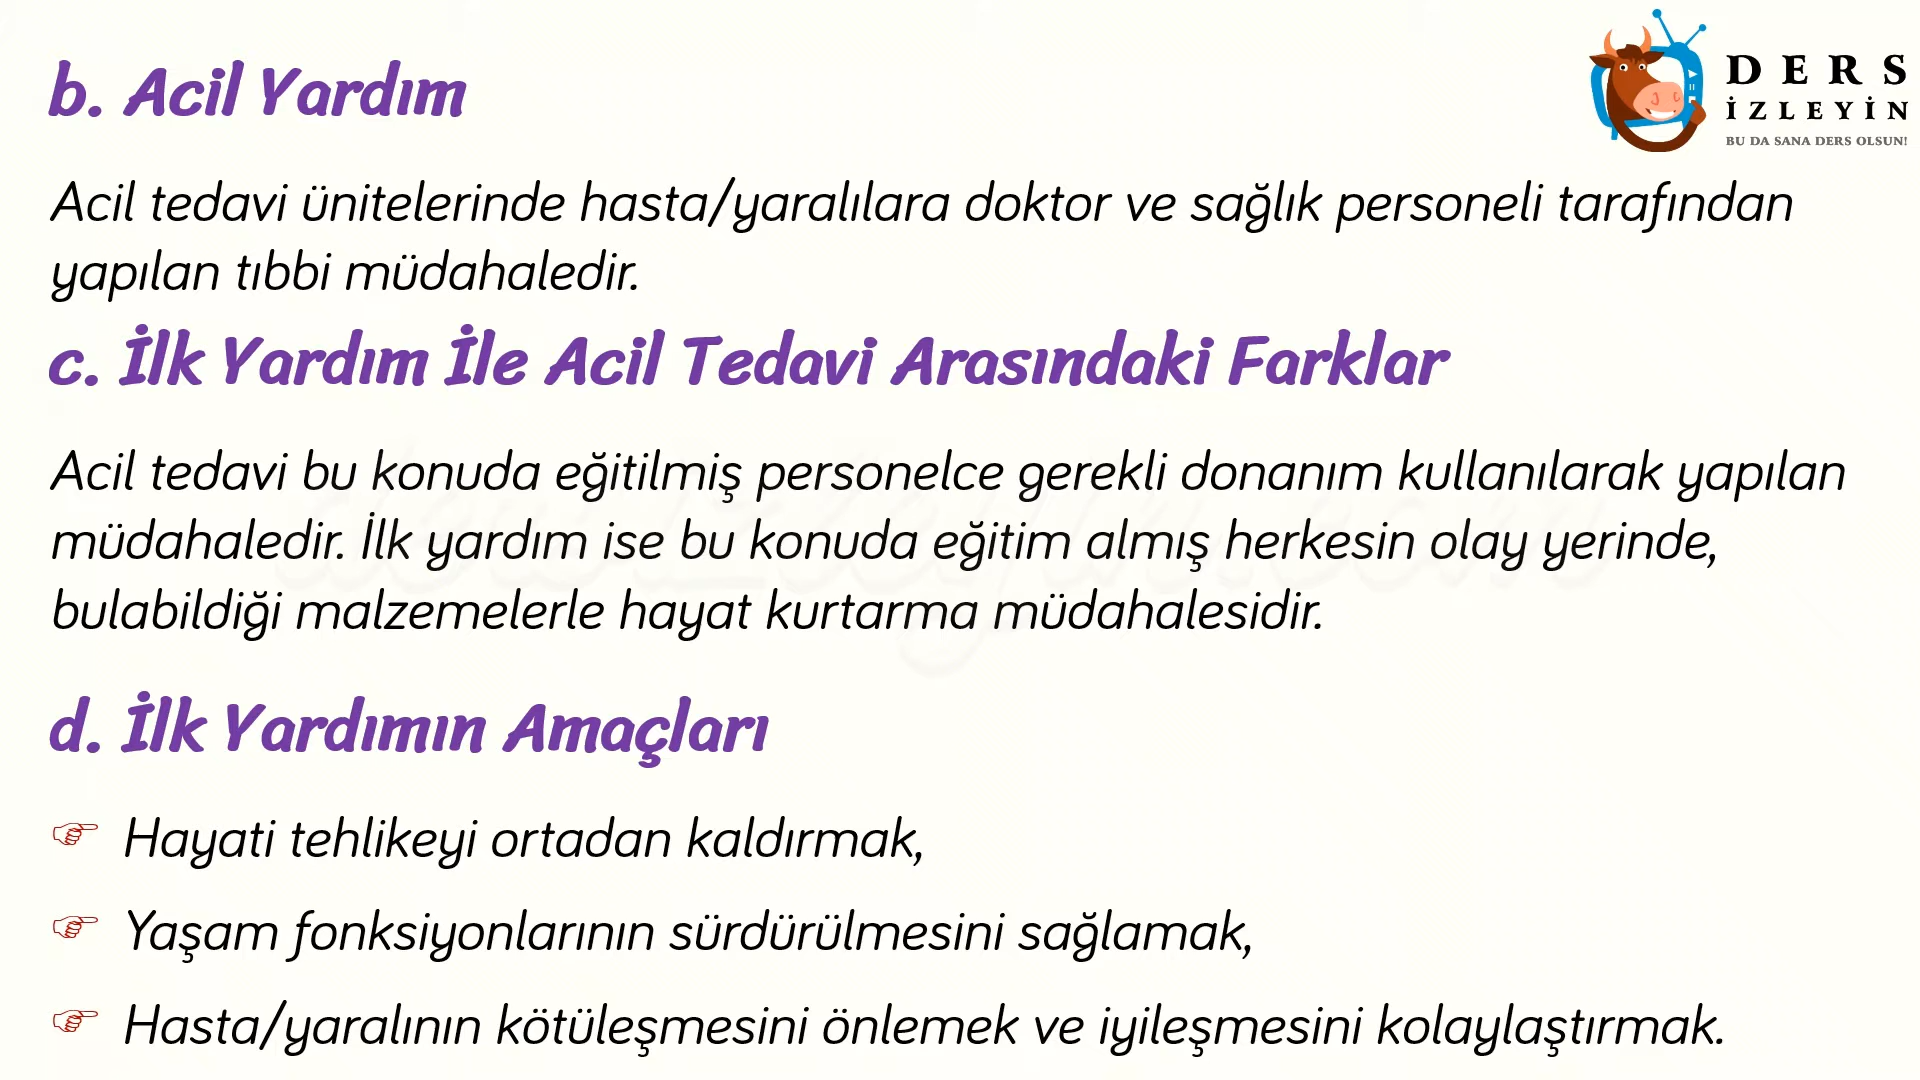 b. Acil Yardım
DERS
İZLEYİN
BU DA SANA DERS OLSUN!
Acil tedavi ünitelerinde hasta/yaralılara doktor ve sağlık personeli tarafından
yapılan tıbbi müdahaledir.
c. İlk Yardım İle Acil Tedavi Arasındaki Farklar
Acil tedavi bu konuda eğitilmiş personelce gerekli donanım kullanılarak yapılan
müdahaledir. İlk yardım ise bu konuda eğitim almış herkesin olay yerinde,
bulabildiği malzemelerle hayat kurtarma müdahalesidir.
d. İlk Yardımın Amaçları
☞ Hayati tehlikeyi ortadan kaldırmak,
☞ Yaşam fonksiyonlarının sürdürülmesini sağlamak,
☞ Hasta/yaralının kötüleşmesini önlemek ve iyileşmesini kolaylaştırmak.